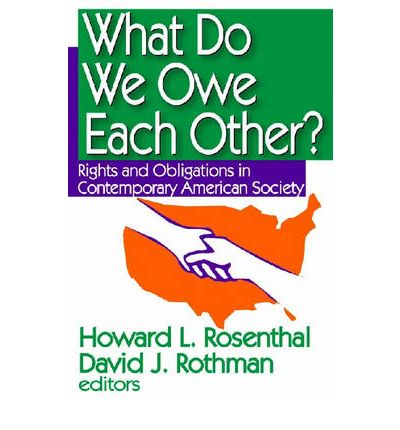 What Do
We Owe
Each Other?
Rights and Obligations in
Contemporary American Society
Howard L. Rosenthal
David J. Rothman
editors